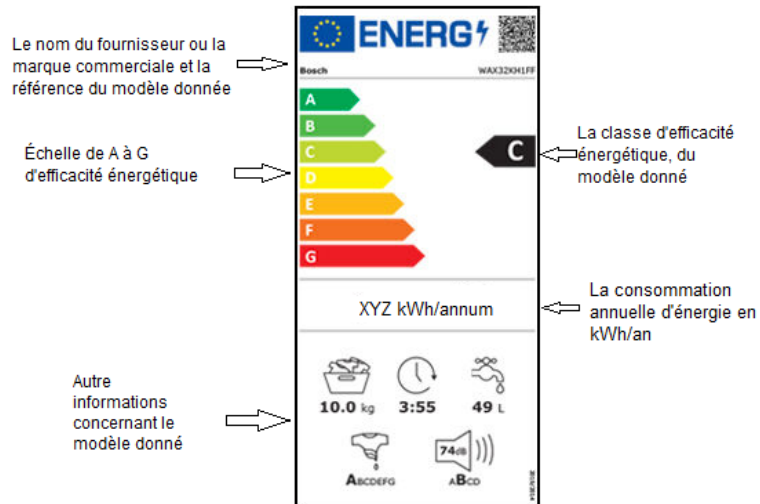 Le nom du fournisseur ou la
marque commerciale et la
référence du modèle donnée
Échelle de A à G
d'efficacité énergétique
Autre
informations
concernant le
modèle donné
ENERG
Bosch WAX32KH1FF
A
B
C
D
E
F
G
C
XYZ kWh/annum
10.0 kg 3:55 49 L
74dB
ABCDEFG ABCD
La classe d'efficacité
énergétique, du
modèle donné
La consommation
annuelle d'énergie en
kWh/an